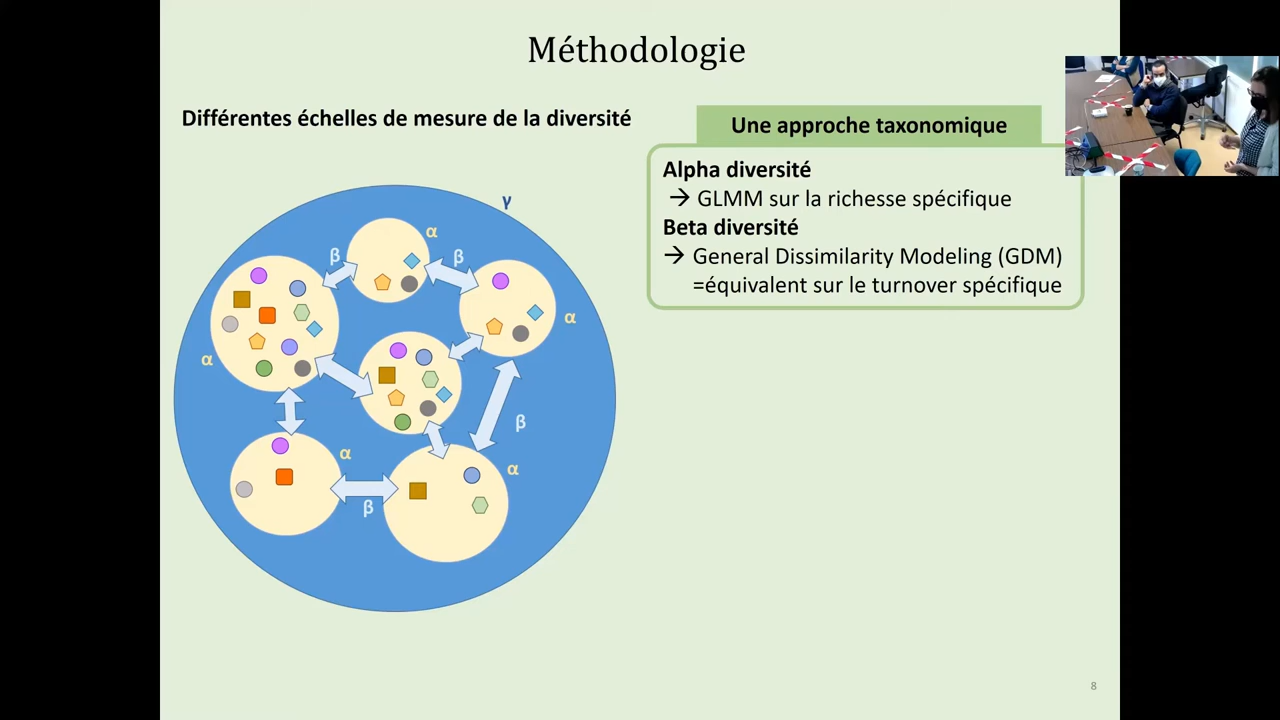 Méthodologie
Différentes échelles de mesure de la diversité
Une approche taxonomique
Alpha diversité
→ GLMM sur la richesse spécifique
Beta diversité
→ General Dissimilarity Modeling (GDM)
=équivalent sur le turnover spécifique
γ
α
β
β
α
α
β
α
α
β
8